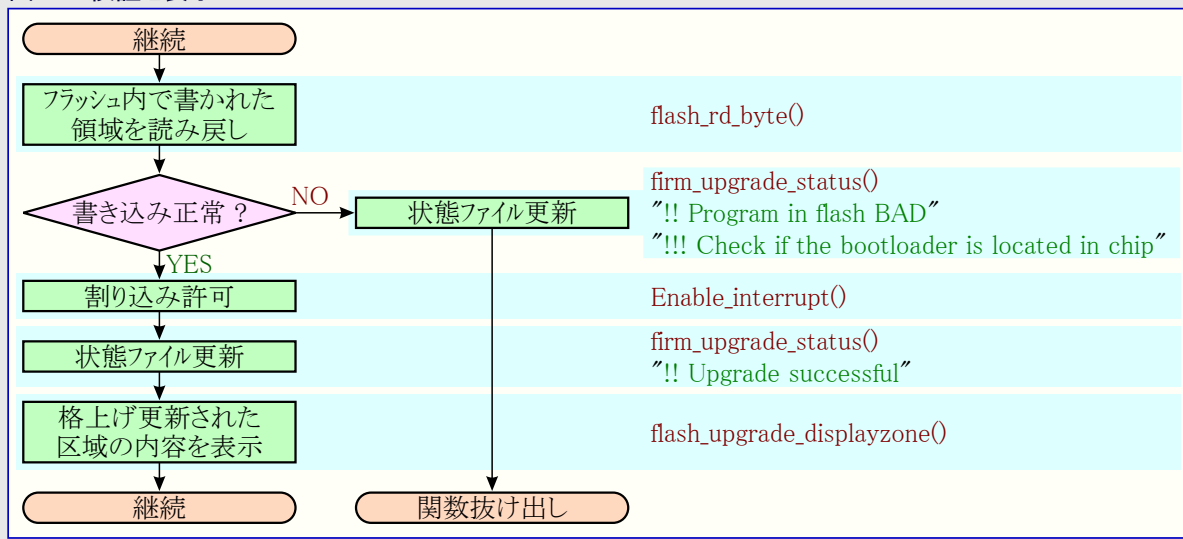 継続
フラッシュ内で書かれた
領域を読み戻し
flash_rd_byte()
書き込み正常 ?
NO
状態ファイル更新
firm_upgrade_status()
"!! Program in flash BAD"
"!!! Check if the bootloader is located in chip"
YES
割り込み許可
Enable_interrupt()
状態ファイル更新
firm_upgrade_status()
"!! Upgrade successful"
格上げ更新された
区域の内容を表示
flash_upgrade_displayzone()
継続
関数抜け出し